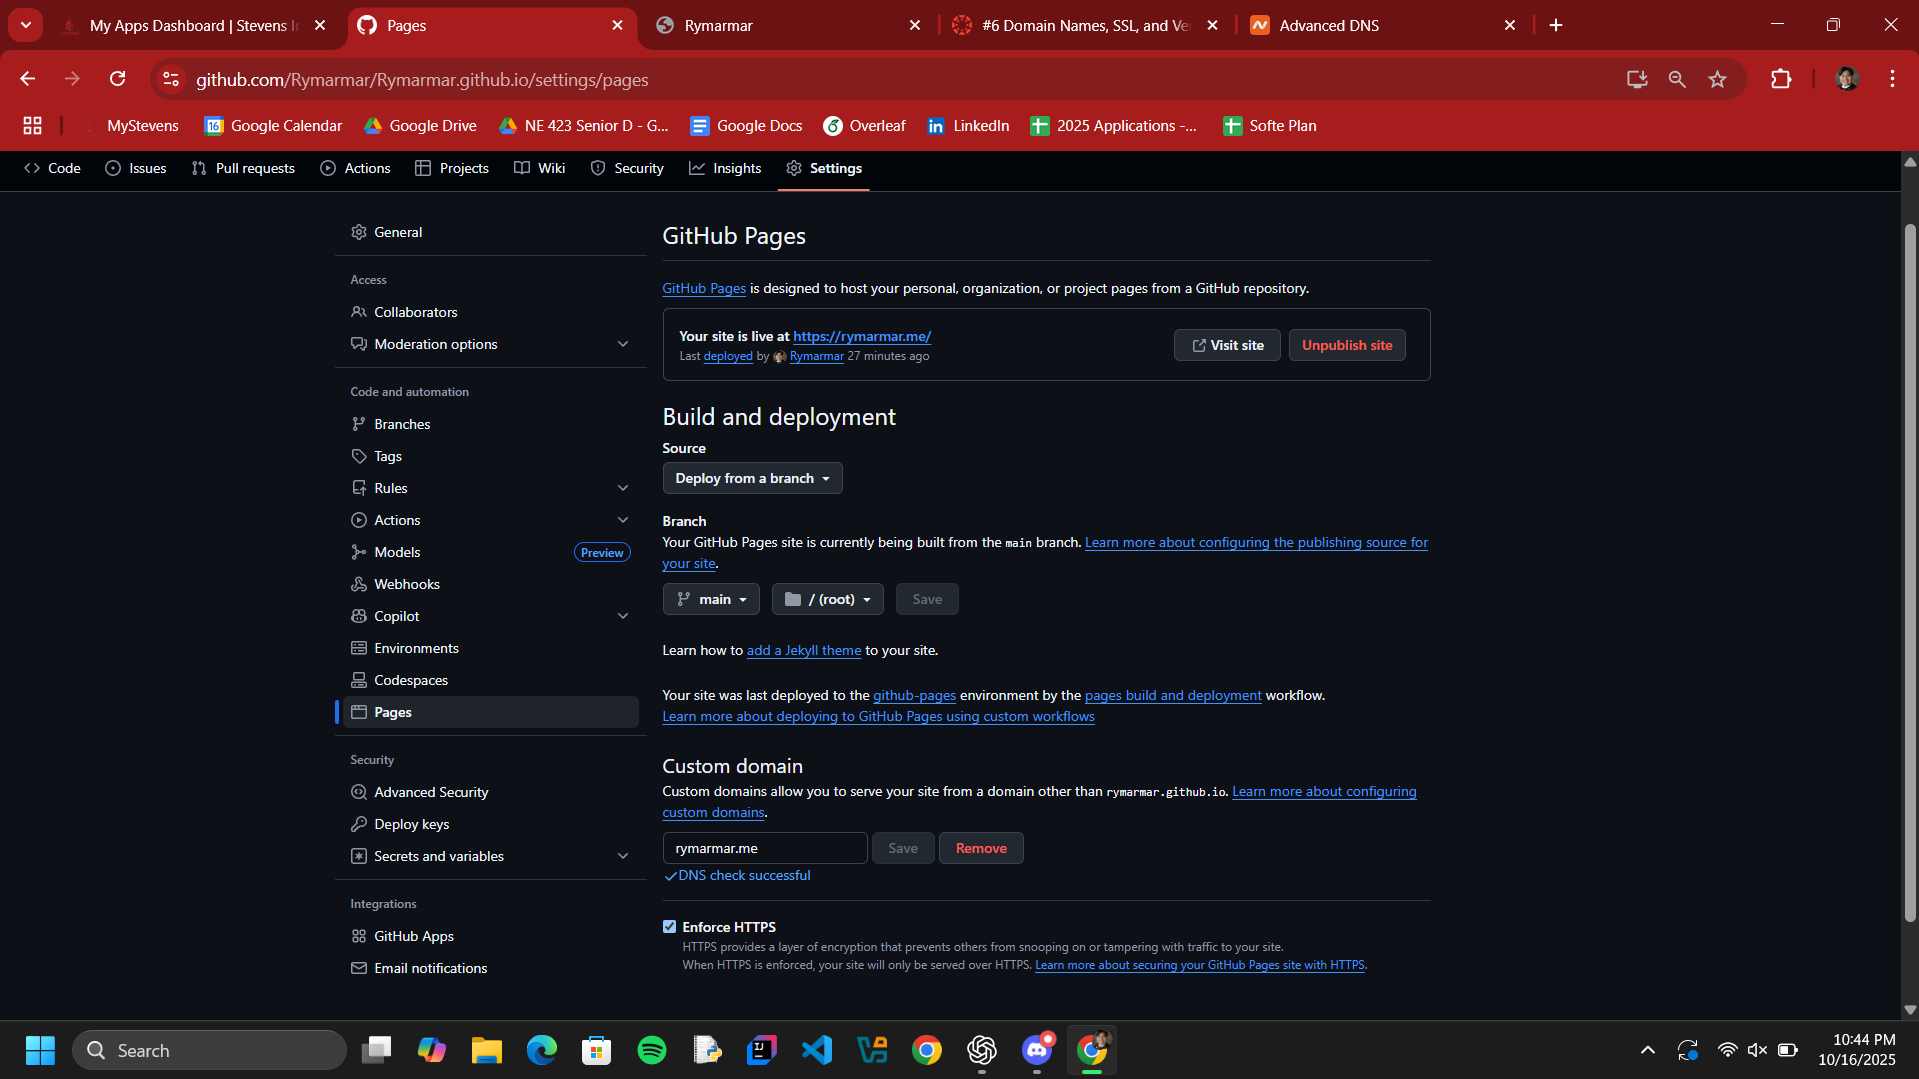 My Apps Dashboard | Stevens In
Pages
Rymarmar
#6 Domain Names, SSL, and Ver
Advanced DNS
github.com/Rymarmar/Rymarmar.github.io/settings/pages
MyStevens
Google Calendar
Google Drive
NE 423 Senior D - G...
Google Docs
Overleaf
LinkedIn
2025 Applications -...
Softe Plan
Code
Issues
Pull requests
Actions
Projects
Wiki
Security
Insights
Settings
General
Access
Collaborators
Moderation options
Code and automation
Branches
Tags
Rules
Actions
Models
Preview
Webhooks
Copilot
Environments
Codespaces
Pages
Security
Advanced Security
Deploy keys
Secrets and variables
Integrations
GitHub Apps
Email notifications
GitHub Pages
GitHub Pages is designed to host your personal, organization, or project pages from a GitHub repository.
Your site is live at https://rymarmar.me/
Last deployed by Rymarmar 27 minutes ago
Visit site
Unpublish site
Build and deployment
Source
Deploy from a branch
Branch
Your GitHub Pages site is currently being built from the main branch. Learn more about configuring the publishing source for
your site.
main
/ (root)
Save
Learn how to add a Jekyll theme to your site.
Your site was last deployed to the github-pages environment by the pages build and deployment workflow.
Learn more about deploying to GitHub Pages using custom workflows
Custom domain
Custom domains allow you to serve your site from a domain other than rymarmar.github.io. Learn more about configuring
custom domains.
rymarmar.me
Save
Remove
DNS check successful
Enforce HTTPS
HTTPS provides a layer of encryption that prevents others from snooping on or tampering with traffic to your site.
When HTTPS is enforced, your site will only be served over HTTPS. Learn more about securing your GitHub Pages site with HTTPS.
Search
10:44 PM
10/16/2025